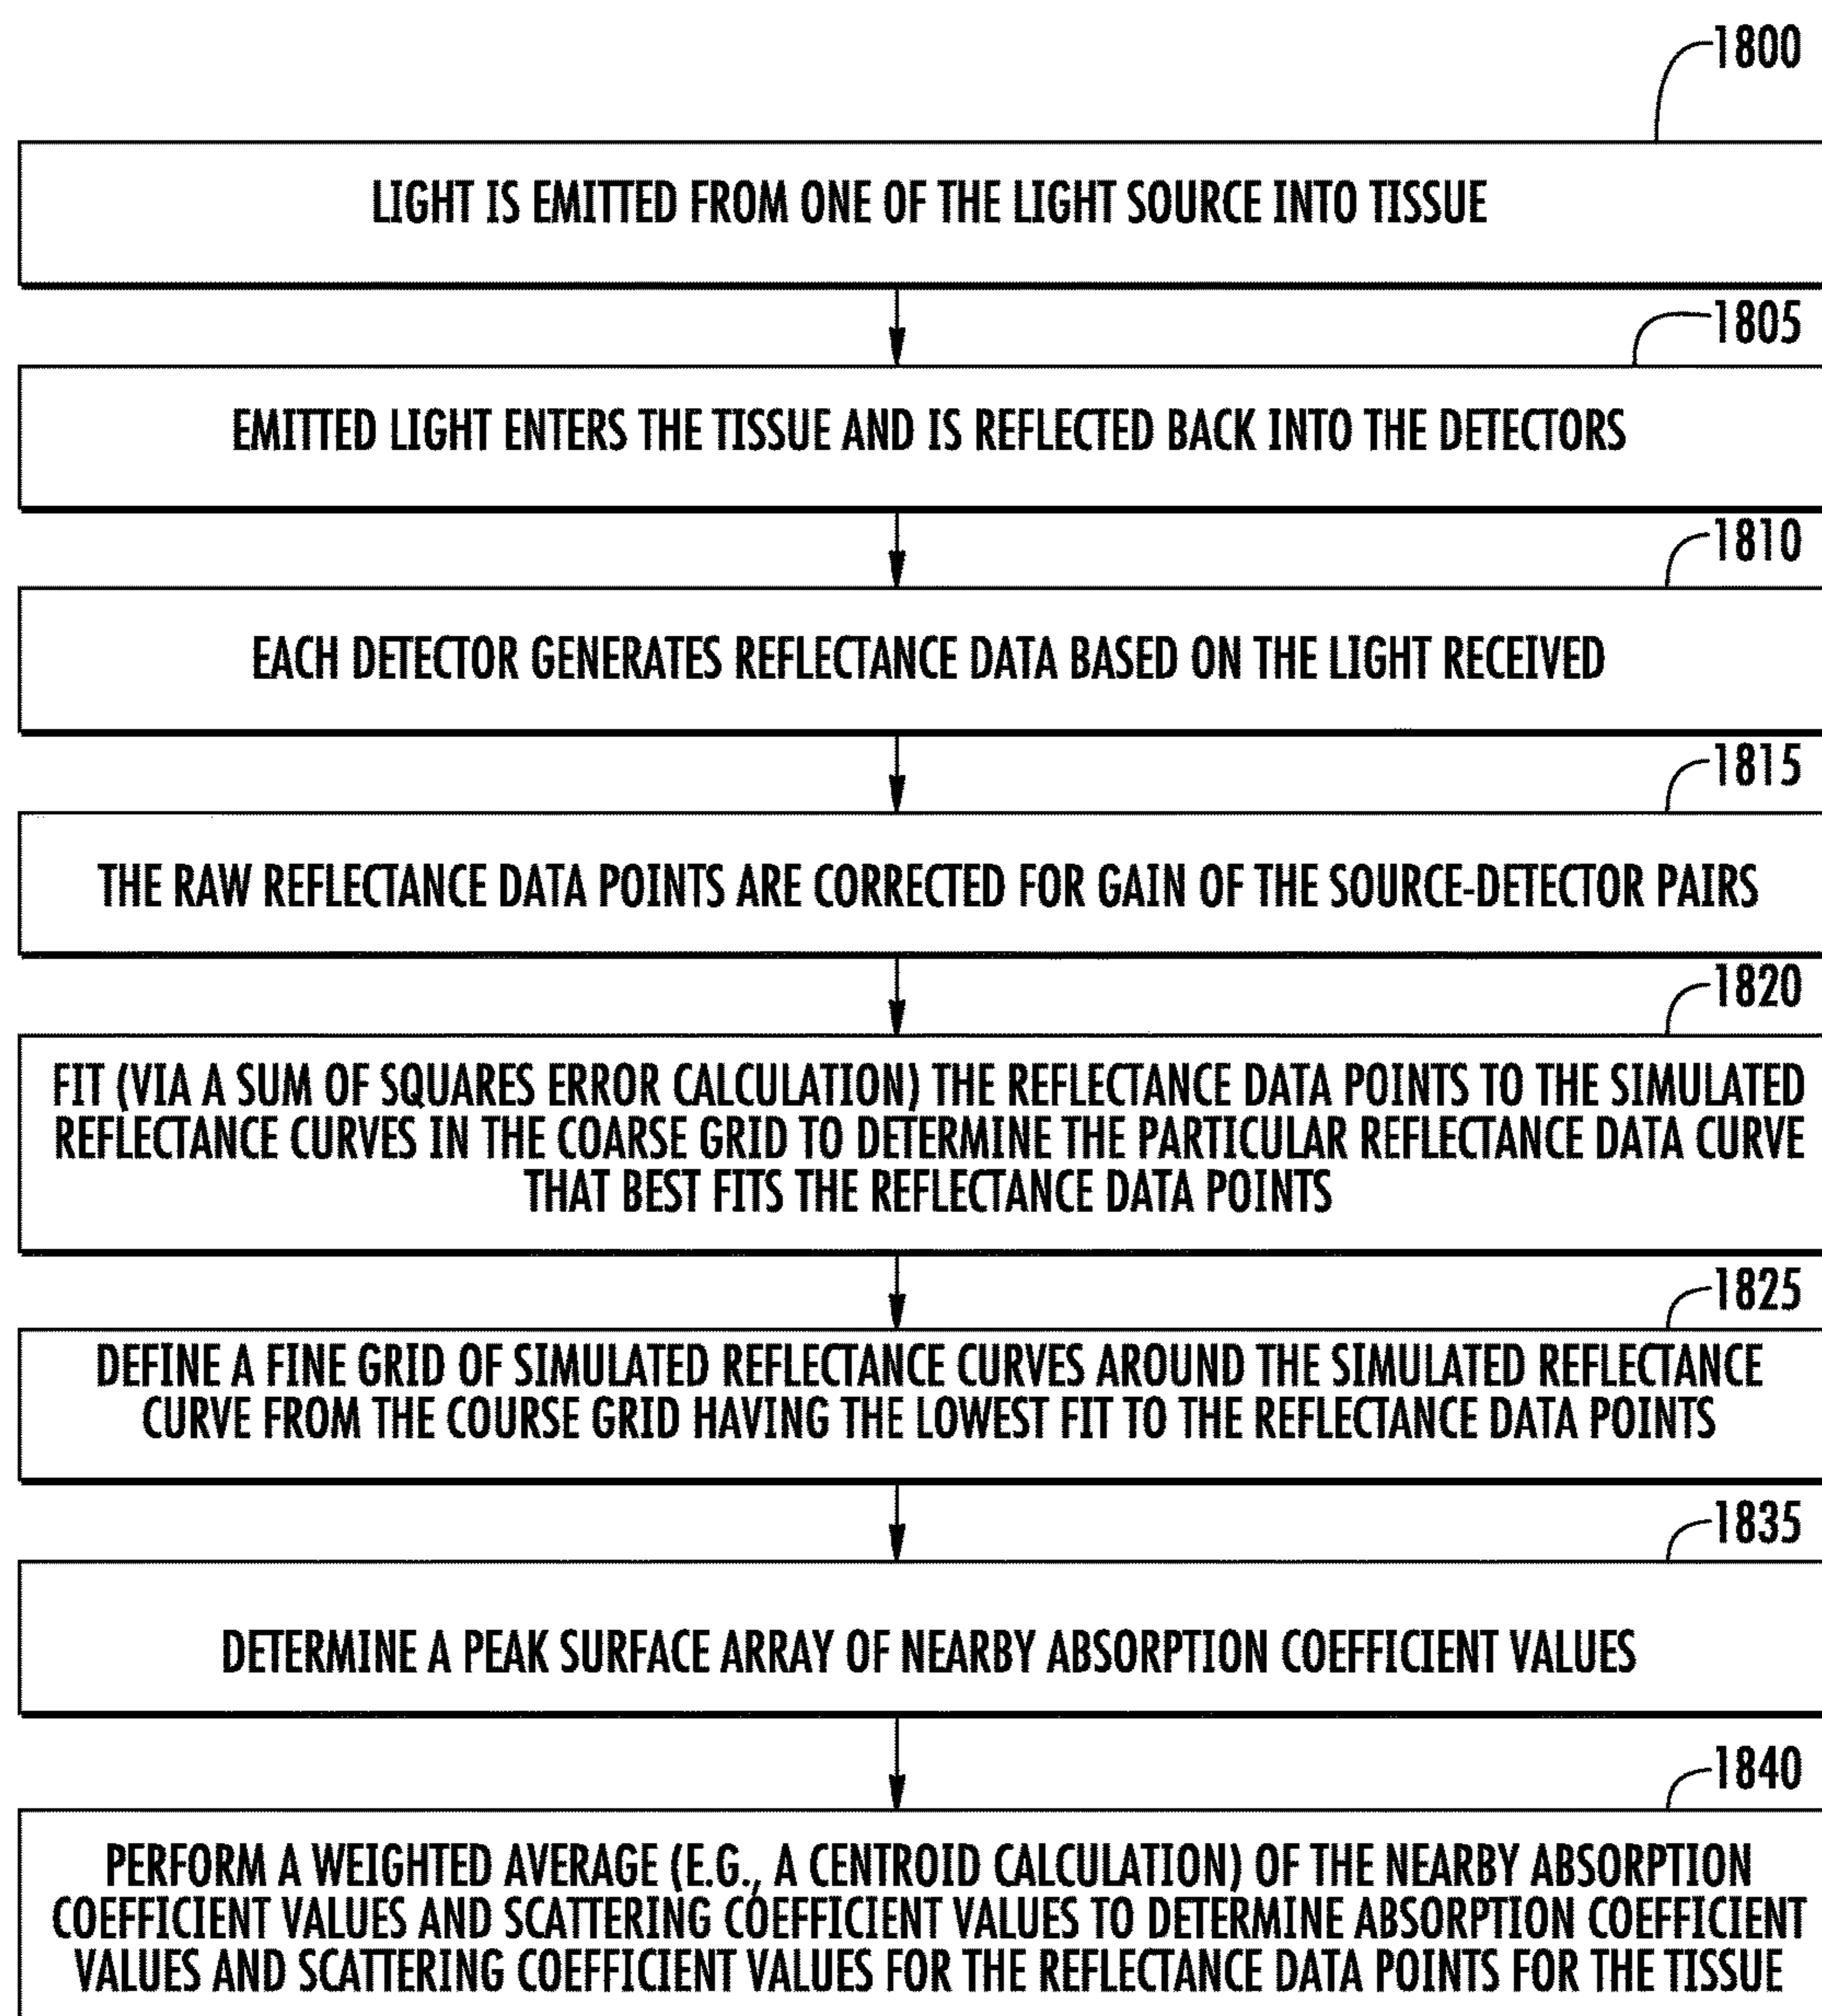 1800
LIGHT IS EMITTED FROM ONE OF THE LIGHT SOURCE INTO TISSUE
1805
EMITTED LIGHT ENTERS THE TISSUE AND IS REFLECTED BACK INTO THE DETECTORS
1810
EACH DETECTOR GENERATES REFLECTANCE DATA BASED ON THE LIGHT RECEIVED
1815
THE RAW REFLECTANCE DATA POINTS ARE CORRECTED FOR GAIN OF THE SOURCE-DETECTOR PAIRS
1820
FIT (VIA A SUM OF SQUARES ERROR CALCULATION) THE REFLECTANCE DATA POINTS TO THE SIMULATED
REFLECTANCE CURVES IN THE COARSE GRID TO DETERMINE THE PARTICULAR REFLECTANCE DATA CURVE
THAT BEST FITS THE REFLECTANCE DATA POINTS
1825
DEFINE A FINE GRID OF SIMULATED REFLECTANCE CURVES AROUND THE SIMULATED REFLECTANCE
CURVE FROM THE COURSE GRID HAVING THE LOWEST FIT TO THE REFLECTANCE DATA POINTS
1835
DETERMINE A PEAK SURFACE ARRAY OF NEARBY ABSORPTION COEFFICIENT VALUES
1840
PERFORM A WEIGHTED AVERAGE (E.G., A CENTROID CALCULATION) OF THE NEARBY ABSORPTION
COEFFICIENT VALUES AND SCATTERING COEFFICIENT VALUES TO DETERMINE ABSORPTION COEFFICIENT
VALUES AND SCATTERING COEFFICIENT VALUES FOR THE REFLECTANCE DATA POINTS FOR THE TISSUE